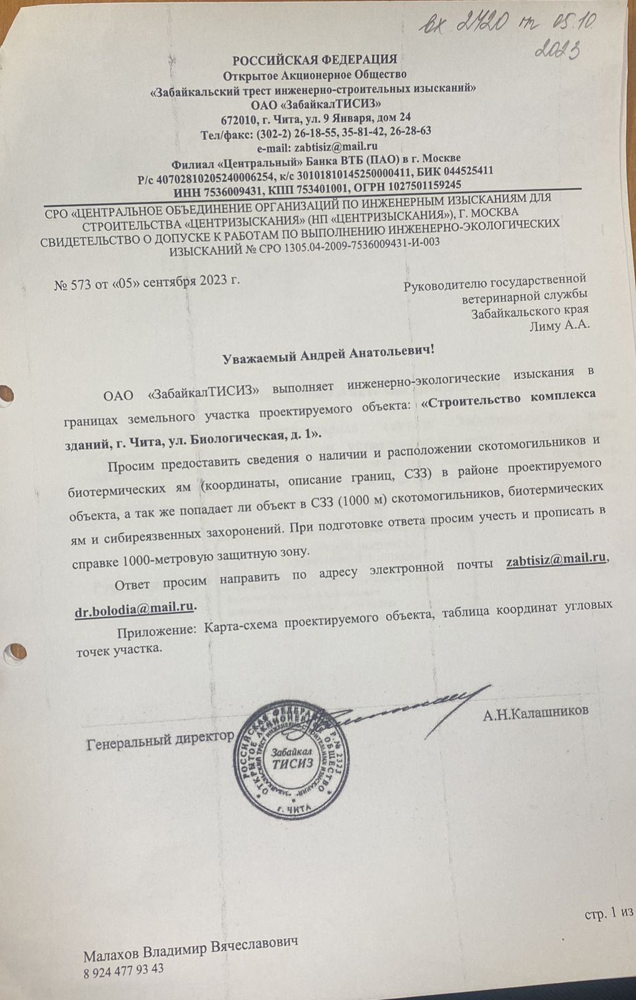 вх 2420 от 05.10.
2023
РОССИЙСКАЯ ФЕДЕРАЦИЯ
Открытое Акционерное Общество
«Забайкальский трест инженерно-строительных изысканий»
ОАО «ЗабайкалТИСИЗ»
672010, г. Чита, ул. 9 Января, дом 24
Тел/факс: (302-2) 26-18-55, 35-81-42, 26-28-63
e-mail: zabtisiz@mail.ru
Филиал «Центральный» Банка ВТБ (ПАО) в г. Москве
Р/с 40702810205240006254, к/с 30101810145250000411, БИК 044525411
ИНН 7536009431, КПП 753401001, ОГРН 1027501159245
СРО «ЦЕНТРАЛЬНОЕ ОБЪЕДИНЕНИЕ ОРГАНИЗАЦИЙ ПО ИНЖЕНЕРНЫМ ИЗЫСКАНИЯМ ДЛЯ
СТРОИТЕЛЬСТВА «ЦЕНТРИЗЫСКАНИЯ» (НП «ЦЕНТРИЗЫСКАНИЯ»), Г. МОСКВА
СВИДЕТЕЛЬСТВО О ДОПУСКЕ К РАБОТАМ ПО ВЫПОЛНЕНИЮ ИНЖЕНЕРНО-ЭКОЛОГИЧЕСКИХ
ИЗЫСКАНИЙ № СРО 1305.04-2009-7536009431-И-003
№ 573 от «05» сентября 2023 г.
Руководителю государственной
ветеринарной службы
Забайкальского края
Лиму А.А.
Уважаемый Андрей Анатольевич!
ОАО «ЗабайкалТИСИЗ» выполняет инженерно-экологические изыскания в
границах земельного участка проектируемого объекта: «Строительство комплекса
зданий, г. Чита, ул. Биологическая, д. 1».
Просим предоставить сведения о наличии и расположении скотомогильников и
биотермических ям (координаты, описание границ, СЗЗ) в районе проектируемого
объекта, а так же попадает ли объект в СЗЗ (1000 м) скотомогильников, биотермических
ям и сибиреязвенных захоронений. При подготовке ответа просим учесть и прописать в
справке 1000-метровую защитную зону.
Ответ просим направить по адресу электронной почты zabtisiz@mail.ru,
dr.bolodia@mail.ru.
Приложение: Карта-схема проектируемого объекта, таблица координат угловых
точек участка.
Генеральный директор
А.Н.Калашников
РОССИЙСКАЯ ФЕДЕРАЦИЯ Р.№ 2323
ОТКРЫТОЕ АКЦИОНЕРНОЕ ОБЩЕСТВО
"ЗАБАЙКАЛЬСКИЙ ТРЕСТ ИНЖЕНЕРНО-СТРОИТЕЛЬНЫХ ИЗЫСКАНИЙ"
Забайкал
ТИСИЗ
г. ЧИТА
стр. 1 из
Малахов Владимир Вячеславович
8 924 477 93 43